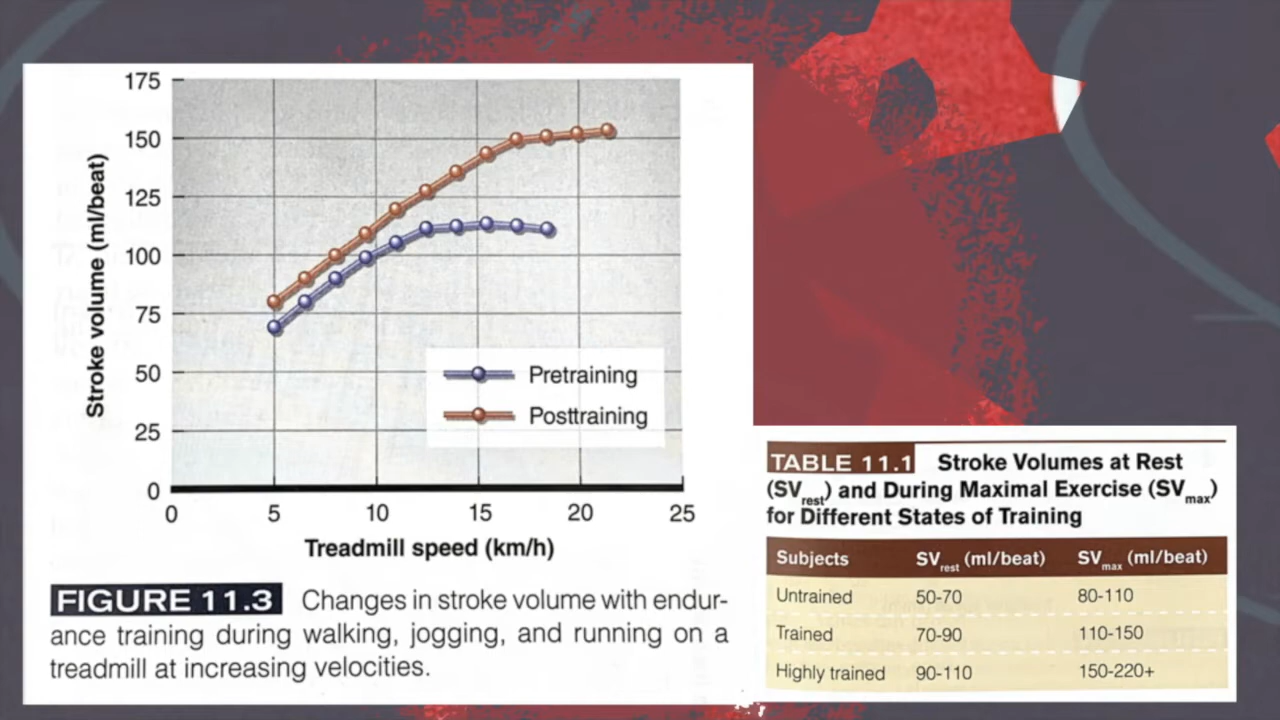 175
150
125
100
75
50
25
0
Stroke volume (ml/beat)
0 5 10 15 20 25
Treadmill speed (km/h)
Pretraining
Posttraining
FIGURE 11.3 Changes in stroke volume with endur-
ance training during walking, jogging, and running on a
treadmill at increasing velocities.
TABLE 11.1 Stroke Volumes at Rest
(SVrest) and During Maximal Exercise (SVmax)
for Different States of Training
Subjects SVrest (ml/beat) SVmax (ml/beat)
Untrained 50-70 80-110
Trained 70-90 110-150
Highly trained 90-110 150-220+